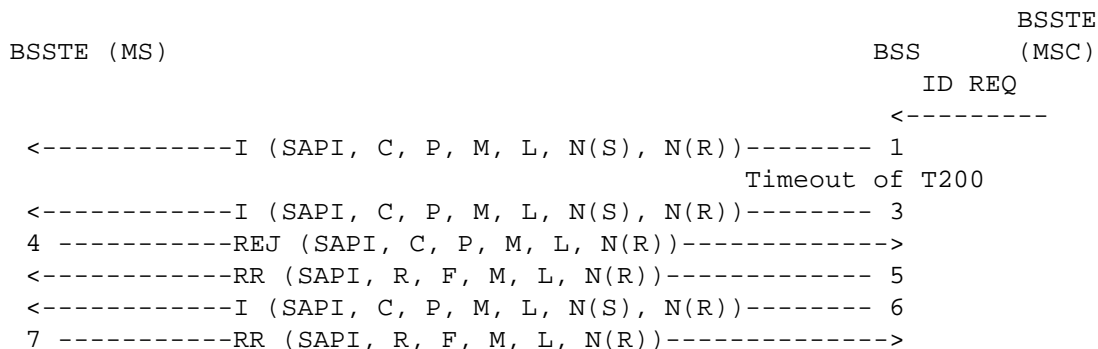 BSSTE
BSSTE (MS) BSS (MSC)
ID REQ
<---------
<------------I (SAPI, C, P, M, L, N(S), N(R))-------- 1
Timeout of T200
<------------I (SAPI, C, P, M, L, N(S), N(R))-------- 3
4 -----------REJ (SAPI, C, P, M, L, N(R))------------->
<------------RR (SAPI, R, F, M, L, N(R))------------- 5
<------------I (SAPI, C, P, M, L, N(S), N(R))-------- 6
7 -----------RR (SAPI, R, F, M, L, N(R))-------------->